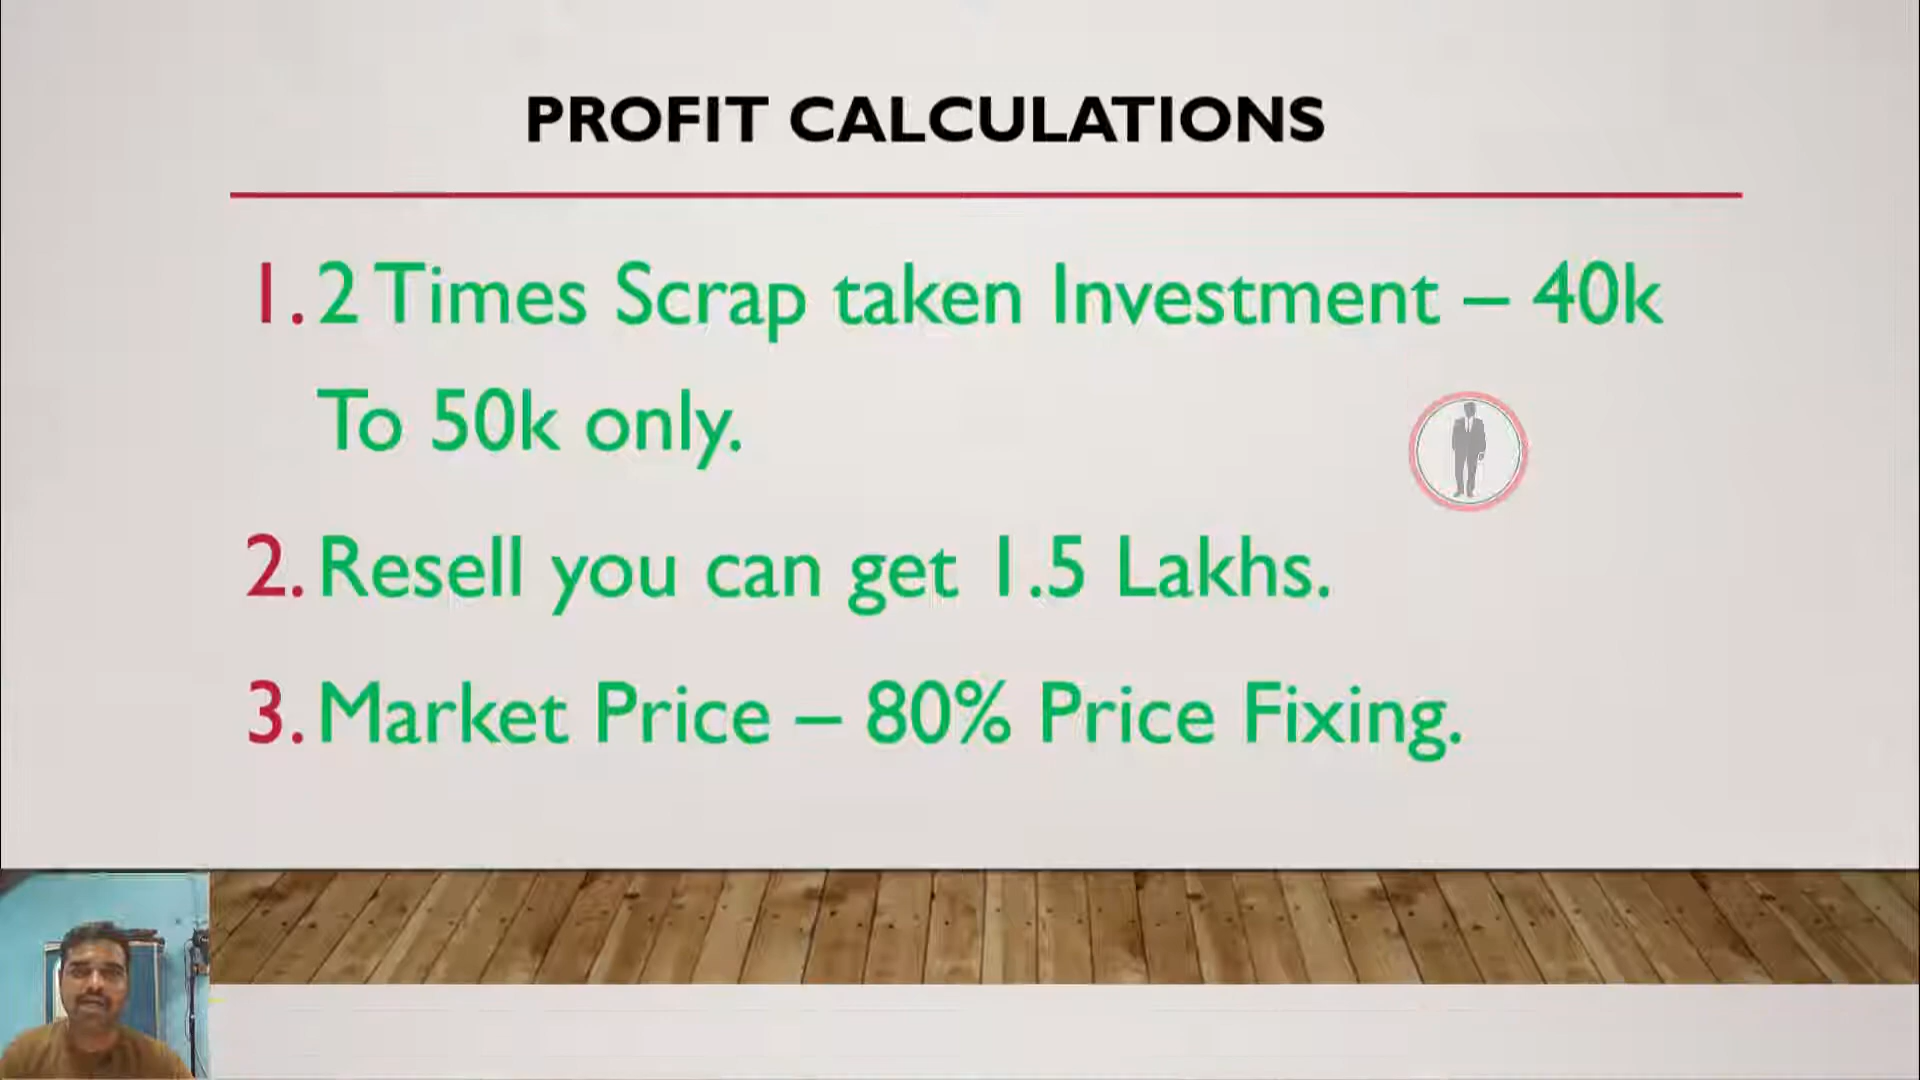 PROFIT CALCULATIONS
1. 2 Times Scrap taken Investment – 40k
To 50k only.
2. Resell you can get 1.5 Lakhs.
3. Market Price – 80% Price Fixing.